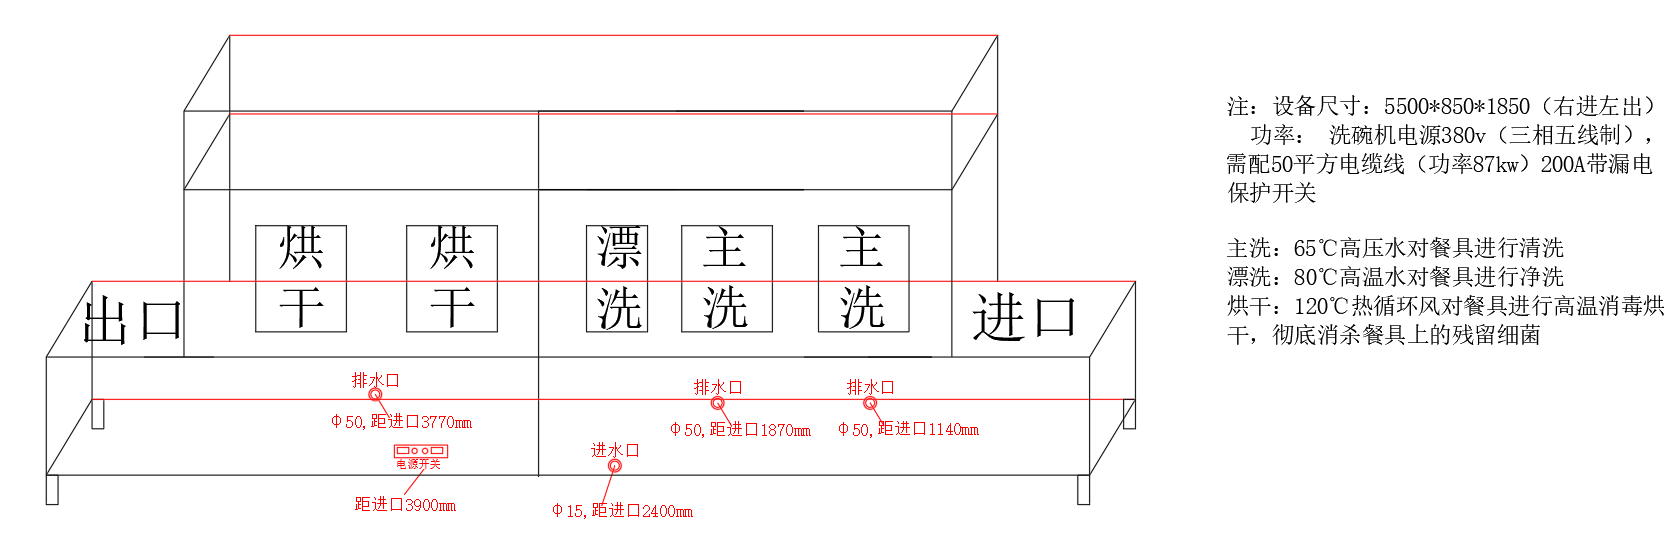 注：设备尺寸：5500*850*1850（右进左出）
功率： 洗碗机电源380v（三相五线制），
需配50平方电缆线（功率87kw）200A带漏电
保护开关
主洗：65℃高压水对餐具进行清洗
漂洗：80℃高温水对餐具进行净洗
烘干：120℃热循环风对餐具进行高温消毒烘
干，彻底消杀餐具上的残留细菌
烘干
烘干
漂洗
主洗
主洗
出口
进口
排水口
Φ50,距进口3770mm
排水口
Φ50,距进口1870mm
排水口
Φ50,距进口1140mm
电源开关
距进口3900mm
进水口
Φ15,距进口2400mm